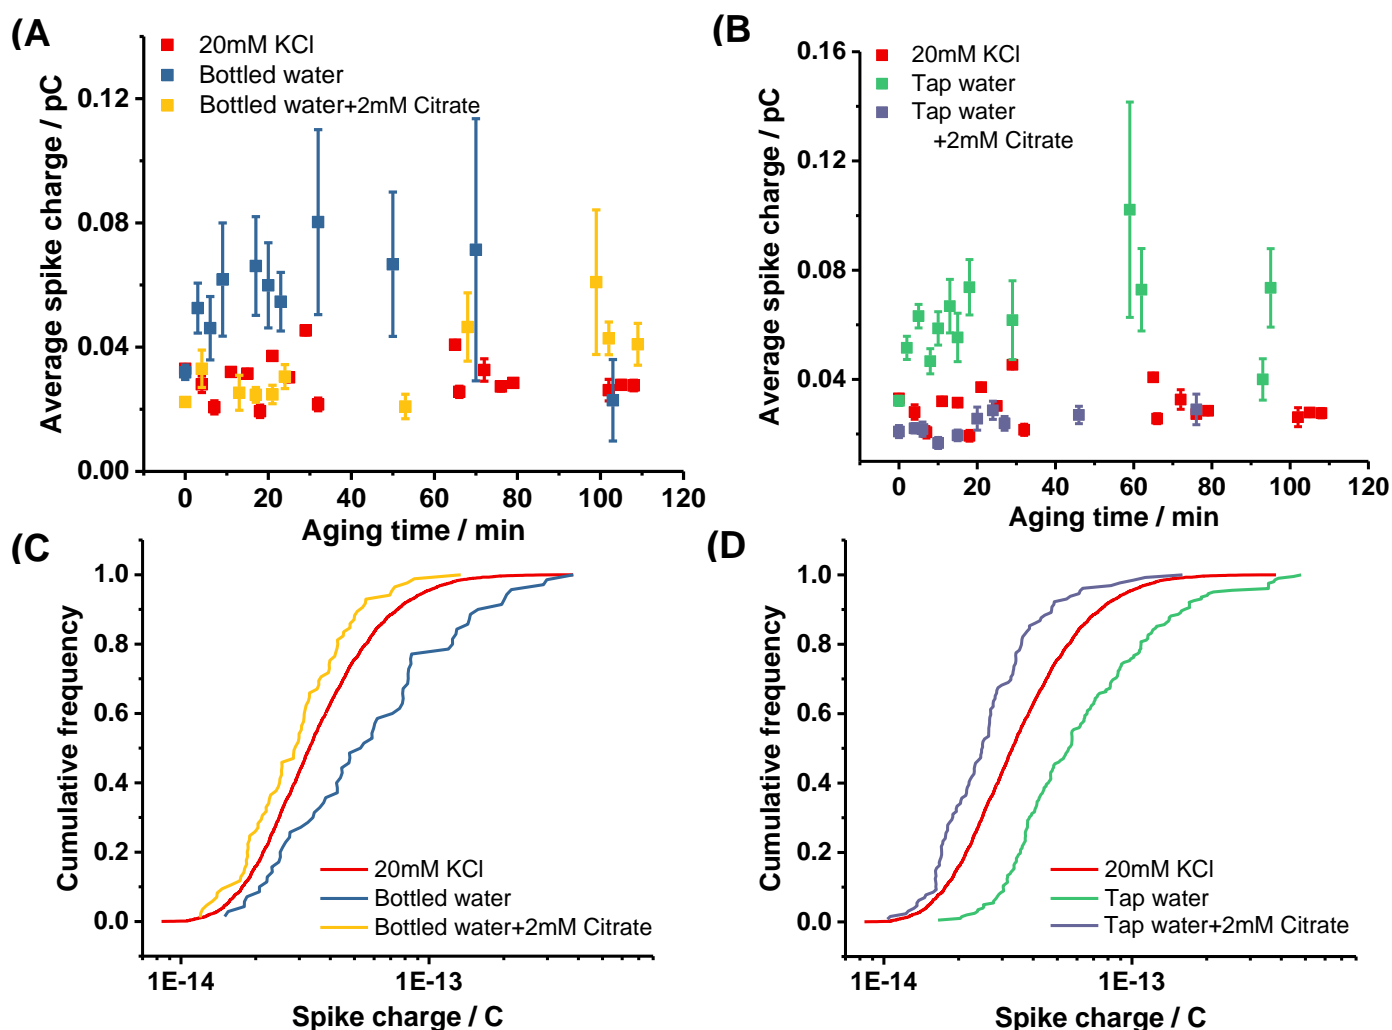 (A)
20mM KCl
Bottled water
Bottled water+2mM Citrate
Average spike charge / pC
0.12
0.08
0.04
0.00
0 20 40 60 80 100 120
Aging time / min
(B)
20mM KCl
Tap water
Tap water
+2mM Citrate
Average spike charge / pC
0.16
0.12
0.08
0.04
0 20 40 60 80 100 120
Aging time / min
(C)
Cumulative frequency
1.0
0.8
0.6
0.4
0.2
0.0
20mM KCl
Bottled water
Bottled water+2mM Citrate
1E-14 1E-13
Spike charge / C
(D)
Cumulative frequency
1.0
0.8
0.6
0.4
0.2
0.0
20mM KCl
Tap water
Tap water+2mM Citrate
1E-14 1E-13
Spike charge / C